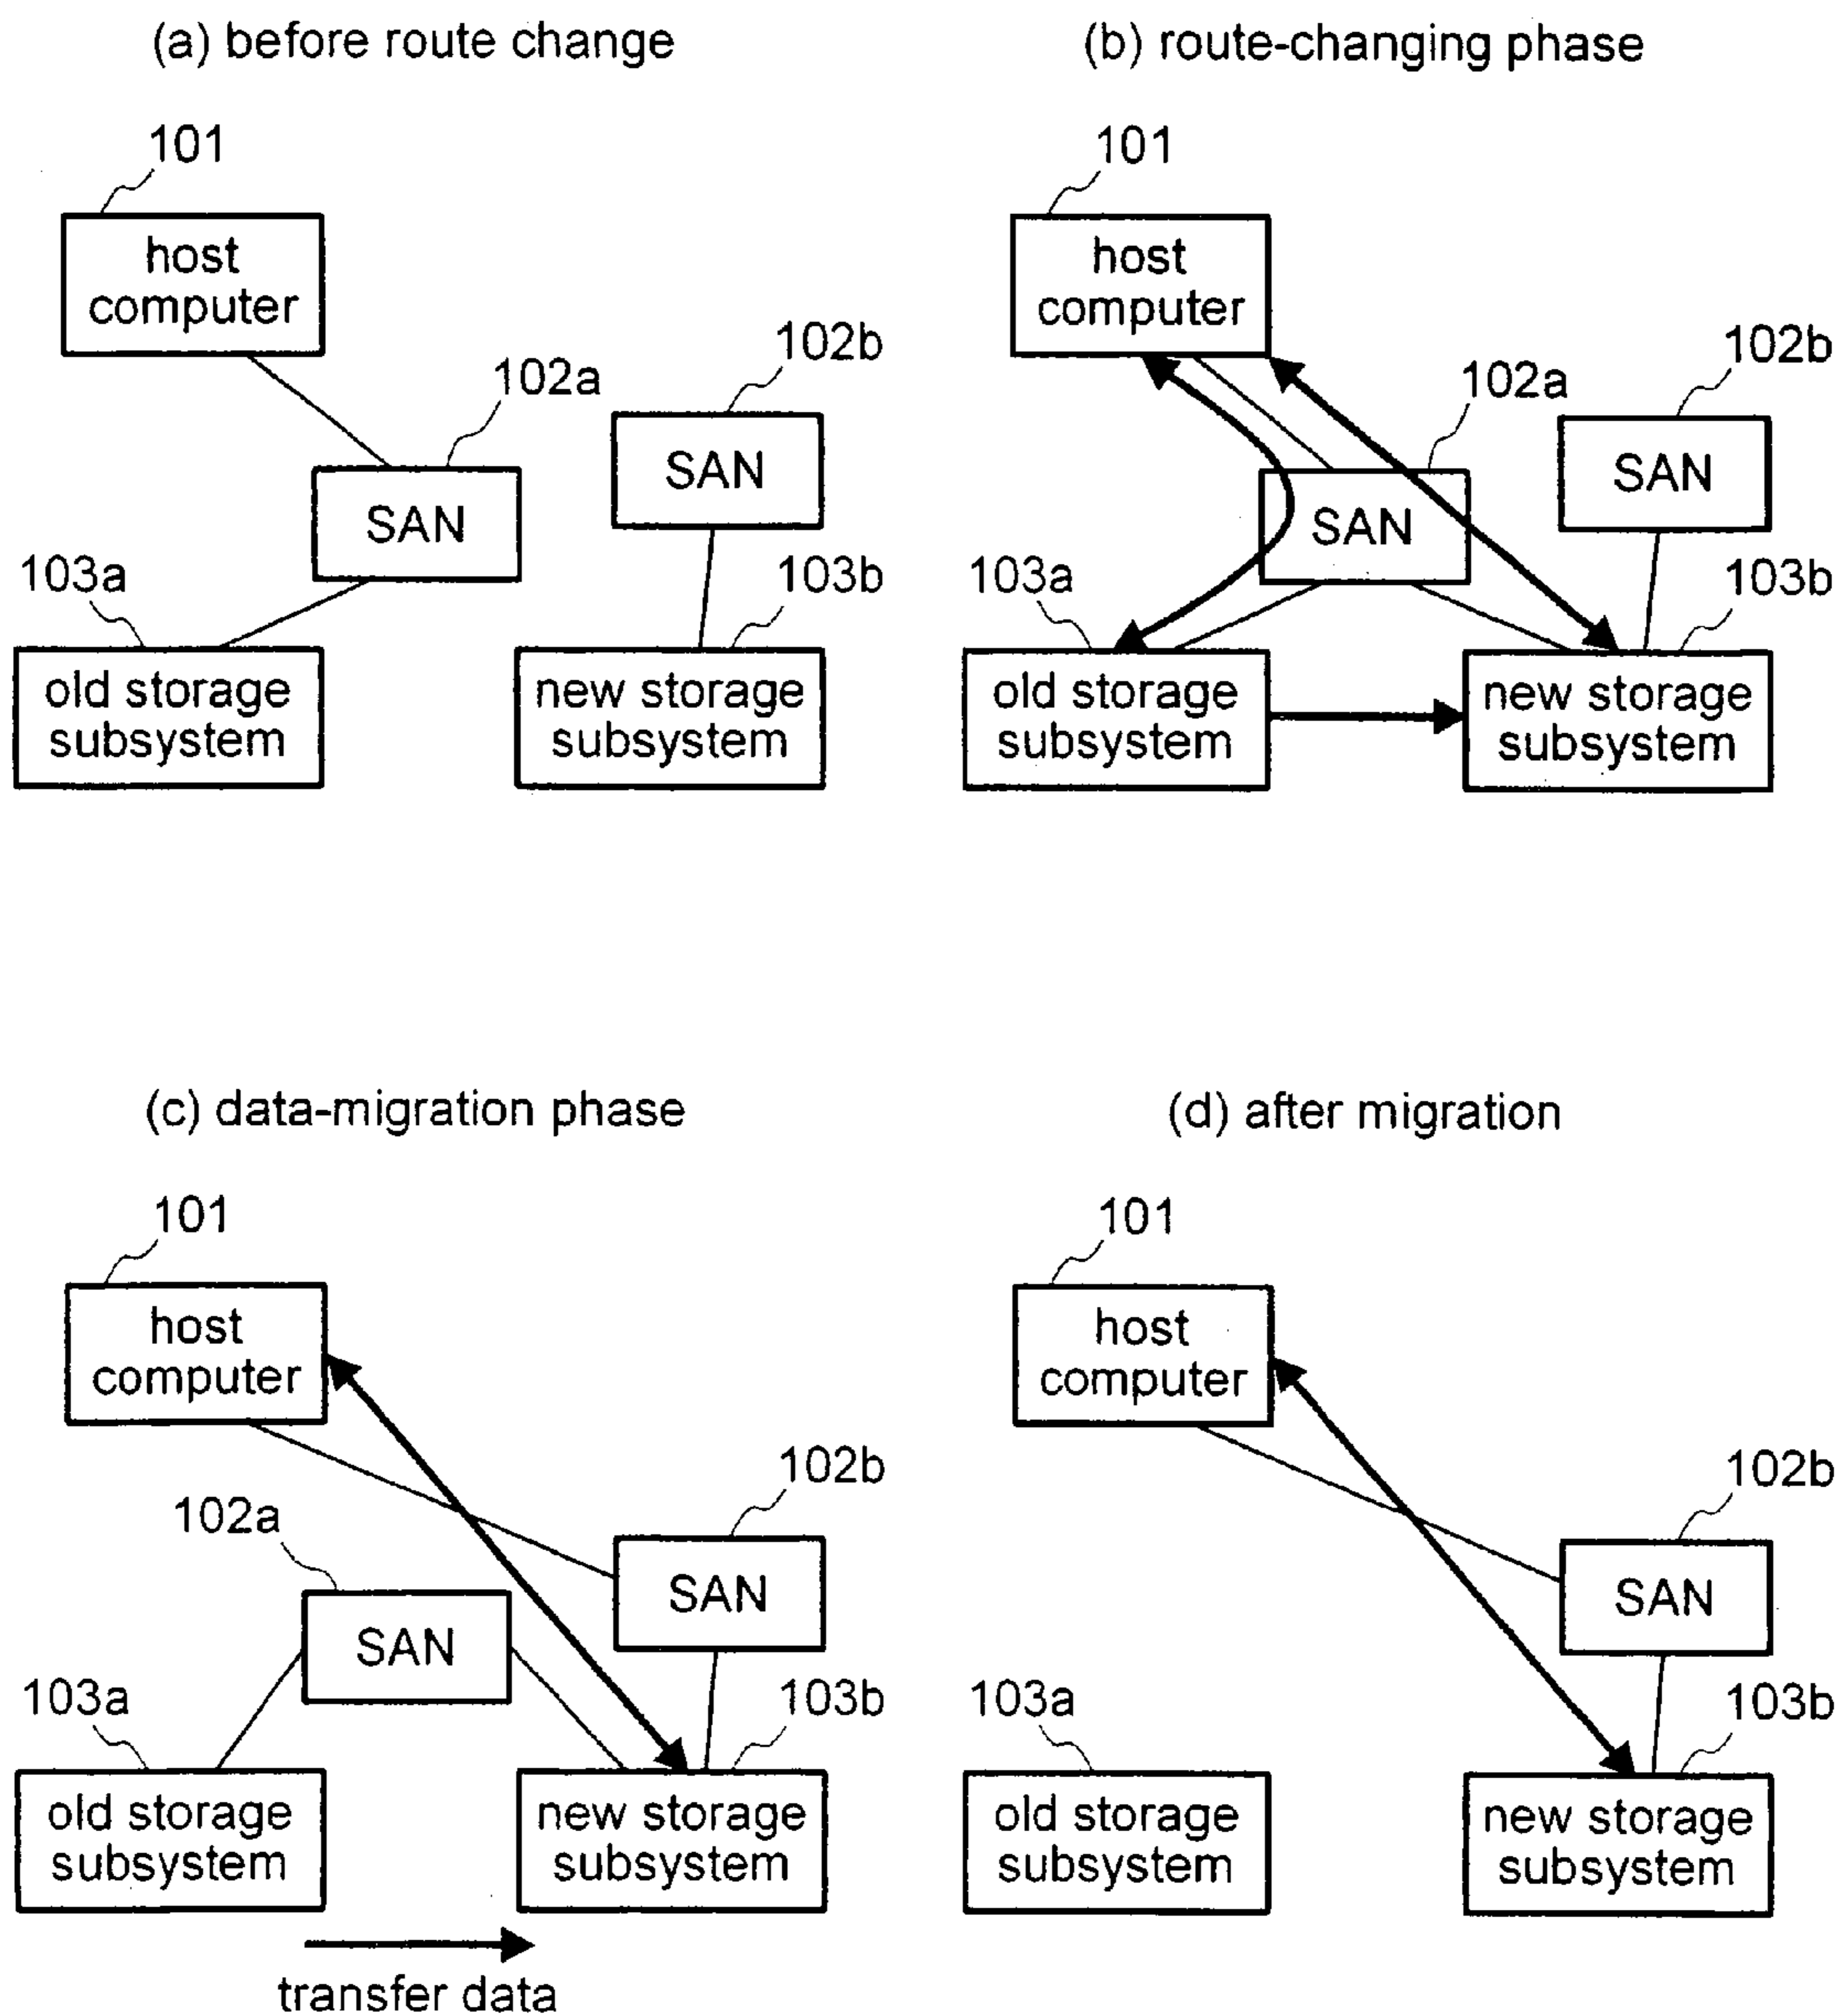 (a) before route change
101
host
computer
102b
102a
SAN
SAN
103a
103b
old storage
subsystem
new storage
subsystem
(b) route-changing phase
101
host
computer
102b
102a
SAN
SAN
103a
103b
old storage
subsystem
new storage
subsystem
(c) data-migration phase
101
host
computer
102b
102a
SAN
SAN
103a
103b
old storage
subsystem
new storage
subsystem
transfer data
(d) after migration
101
host
computer
102b
SAN
103a
103b
old storage
subsystem
new storage
subsystem